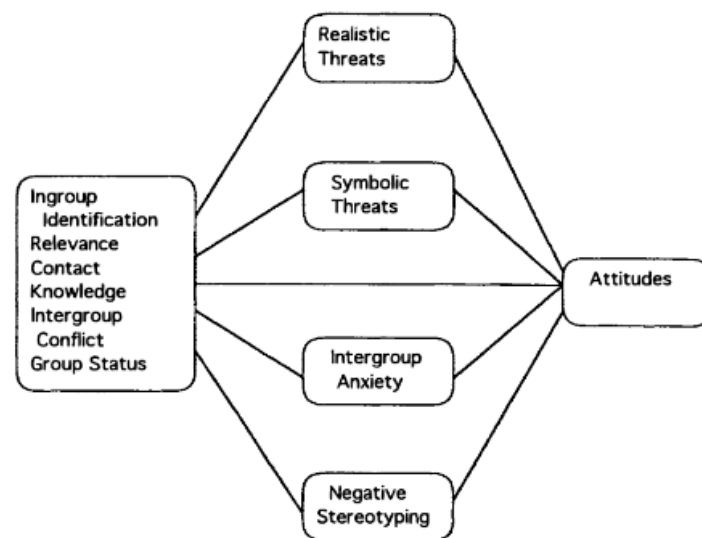 Realistic
Threats
Symbolic
Threats
Ingroup
Identification
Relevance
Contact
Knowledge
Intergroup
Conflict
Group Status
Attitudes
Intergroup
Anxiety
Negative
Stereotyping